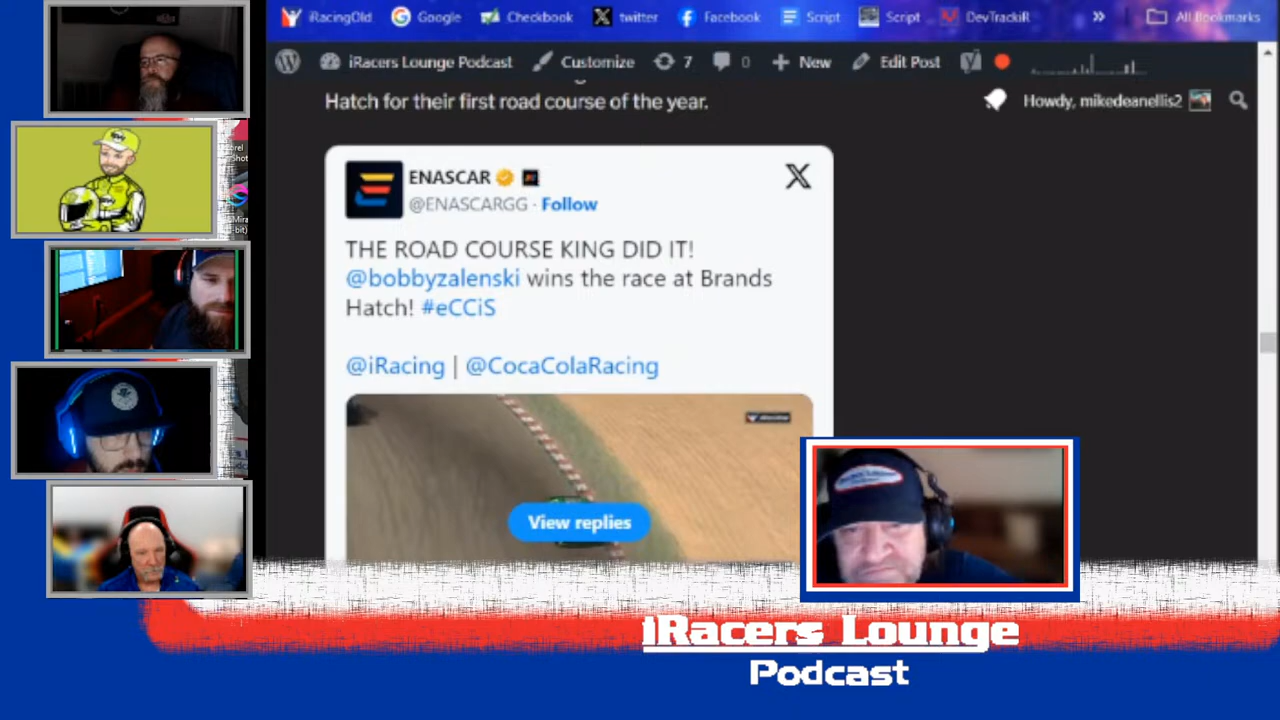 iRacingOld Google Checkbook twitter Facebook Script Script DevTrackiR » All Bookmarks
iRacers Lounge Podcast Customize 7 0 New Edit Post
Hatch for their first road course of the year.
Howdy, mikedeanellis2
ENASCAR
@ENASCARGG · Follow
THE ROAD COURSE KING DID IT!
@bobbyzalenski wins the race at Brands
Hatch! #eCCiS
@iRacing | @CocaColaRacing
View replies
iRacers Lounge
Podcast